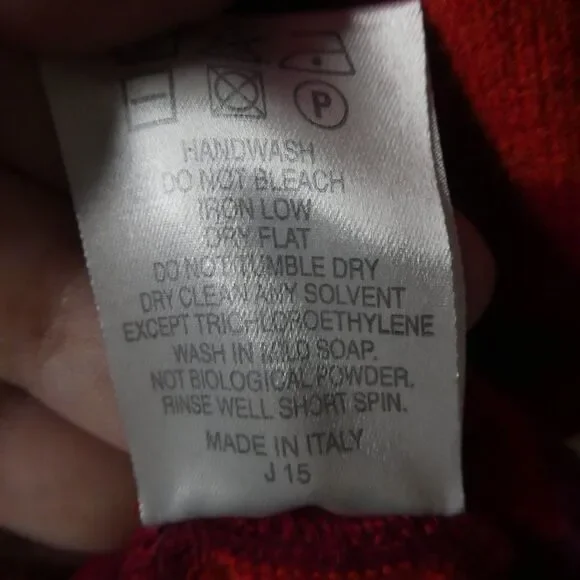 P
HANDWASH
DO NOT BLEACH
IRON LOW
DRY FLAT
DO NOT TUMBLE DRY
DRY CLEAN ANY SOLVENT
EXCEPT TRICHLOROETHYLENE
WASH IN MILD SOAP.
NOT BIOLOGICAL POWDER.
RINSE WELL SHORT SPIN.
MADE IN ITALY
J 15